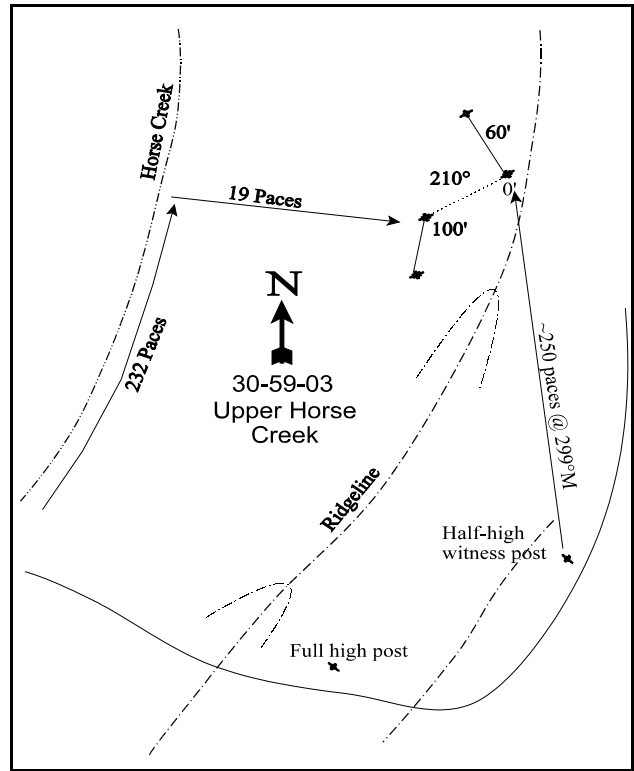 Horse Creek
60'
210°
0'
19 Paces
100'
N
232 Paces
30-59-03
Upper Horse
Creek
~250 paces @ 299°M
Ridgeline
Half-high
witness post
Full high post